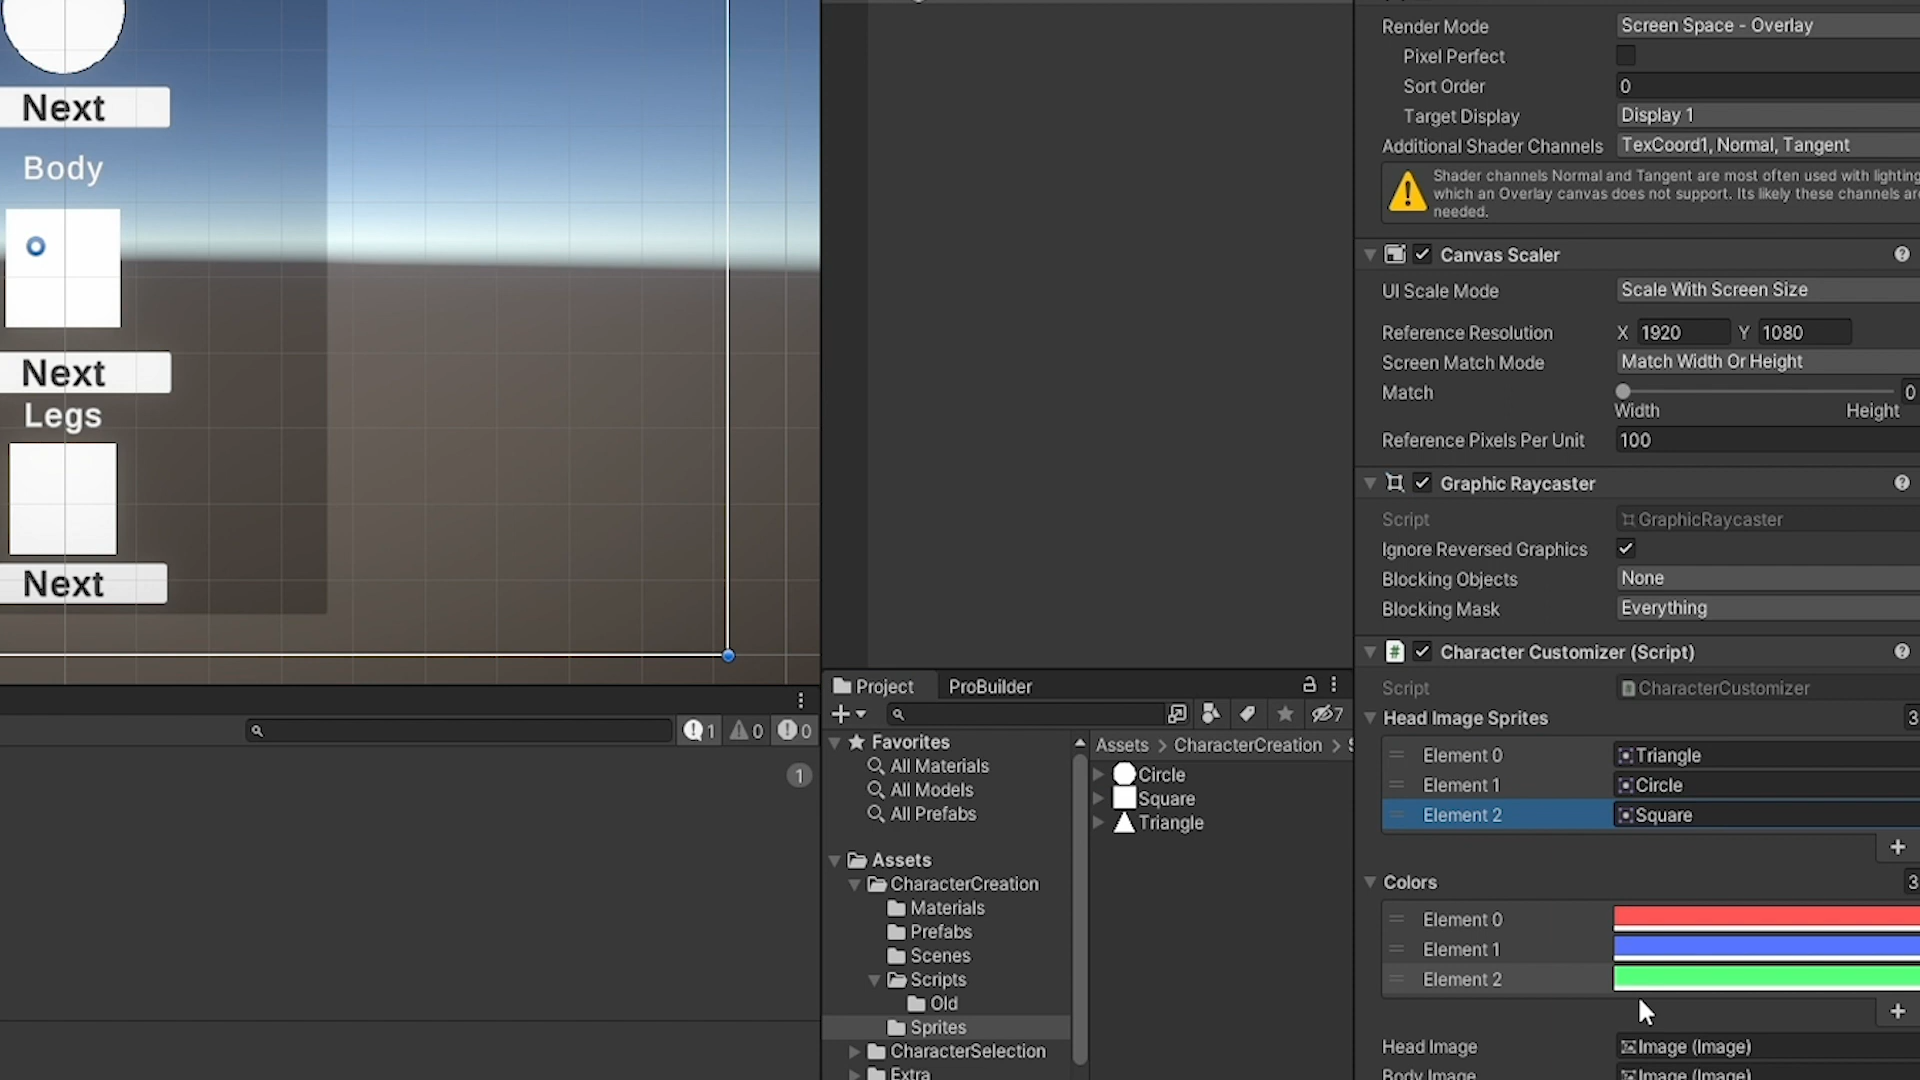 Next
Body
Next
Legs
Next
1
0
0
1
Project
ProBuilder
7
Favorites
All Materials
All Models
All Prefabs
Assets
CharacterCreation
Materials
Prefabs
Scenes
Scripts
Old
Sprites
CharacterSelection
Extra
Assets > CharacterCreation >
Circle
Square
Triangle
Render Mode Screen Space - Overlay
Pixel Perfect
Sort Order 0
Target Display Display 1
Additional Shader Channels TexCoord1, Normal, Tangent
Shader channels Normal and Tangent are most often used with lighting
which an Overlay canvas does not support. Its likely these channels are
needed.
Canvas Scaler
UI Scale Mode Scale With Screen Size
Reference Resolution X 1920 Y 1080
Screen Match Mode Match Width Or Height
Match 0
Width Height
Reference Pixels Per Unit 100
Graphic Raycaster
Script GraphicRaycaster
Ignore Reversed Graphics
Blocking Objects None
Blocking Mask Everything
# Character Customizer (Script)
Script CharacterCustomizer
Head Image Sprites 3
Element 0 Triangle
Element 1 Circle
Element 2 Square
+
Colors 3
Element 0
Element 1
Element 2
+
Head Image Image (Image)
Body Image Image (Image)